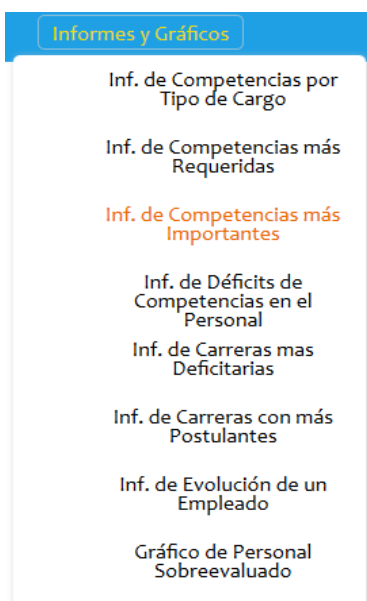 Informes y Gráficos
Inf. de Competencias por
Tipo de Cargo
Inf. de Competencias más
Requeridas
Inf. de Competencias más
Importantes
Inf. de Déficits de
Competencias en el
Personal
Inf. de Carreras mas
Deficitarias
Inf. de Carreras con más
Postulantes
Inf. de Evolución de un
Empleado
Gráfico de Personal
Sobreevaluado